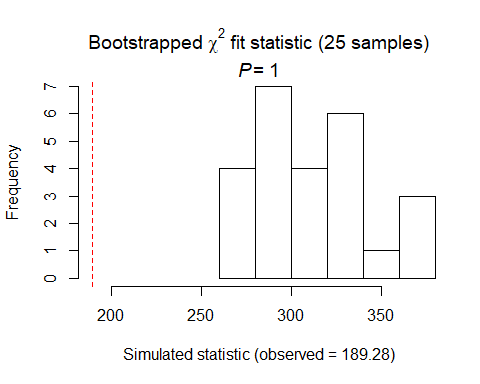 Bootstrapped χ² fit statistic (25 samples)
P= 1
Frequency
7
6
5
4
3
2
1
0
200 250 300 350
Simulated statistic (observed = 189.28)